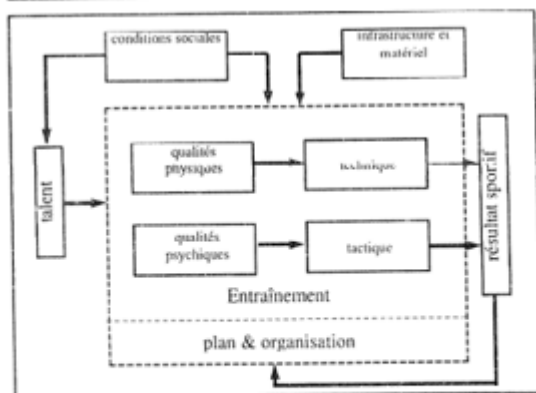 conditions sociales
infrastructure et
matériel
talent
qualités
physiques
technique
résultat sportif
qualités
psychiques
tactique
Entraînement
plan & organisation